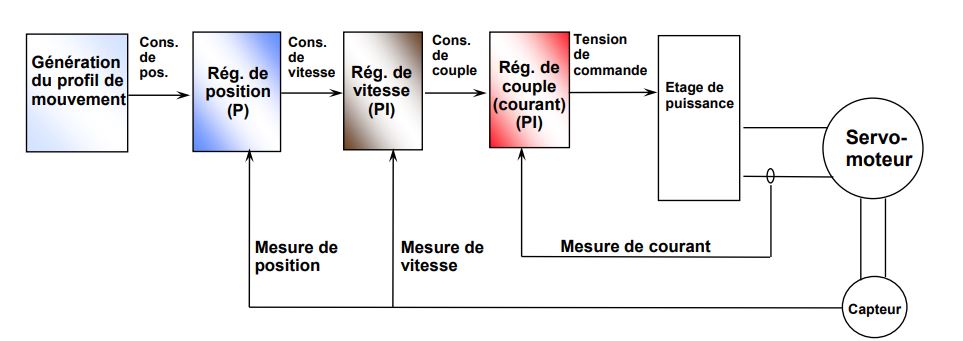 Génération
du profil de
mouvement
Cons.
de
pos.
Rég. de
position
(P)
Cons.
de
vitesse
Rég. de
vitesse
(PI)
Cons.
de
couple
Rég. de
couple
(courant)
(PI)
Tension
de
commande
Etage de
puissance
Servo-
moteur
Mesure de
position
Mesure de
vitesse
Mesure de courant
Capteur